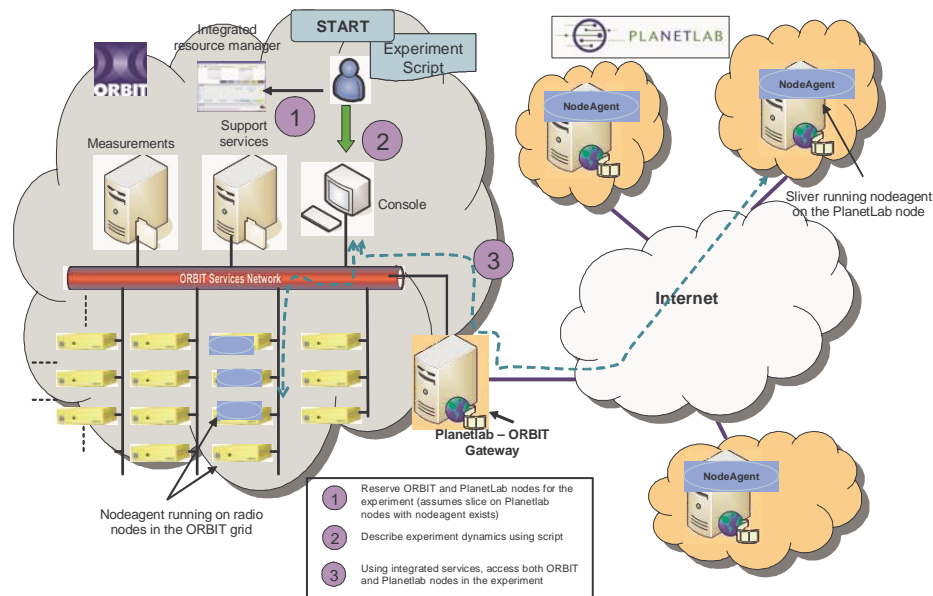 START
Integrated
resource manager
Experiment
Script
ORBIT
1
2
Measurements
Support
services
Console
3
ORBIT Services Network
PLANETLAB
NodeAgent
NodeAgent
Sliver running nodeagent
on the PlanetLab node
Internet
Planetlab – ORBIT
Gateway
NodeAgent
Nodeagent running on radio
nodes in the ORBIT grid
1 Reserve ORBIT and PlanetLab nodes for the
experiment (assumes slice on Planetlab
nodes with nodeagent exists)
2 Describe experiment dynamics using script
3 Using integrated services, access both ORBIT
and Planetlab nodes in the experiment